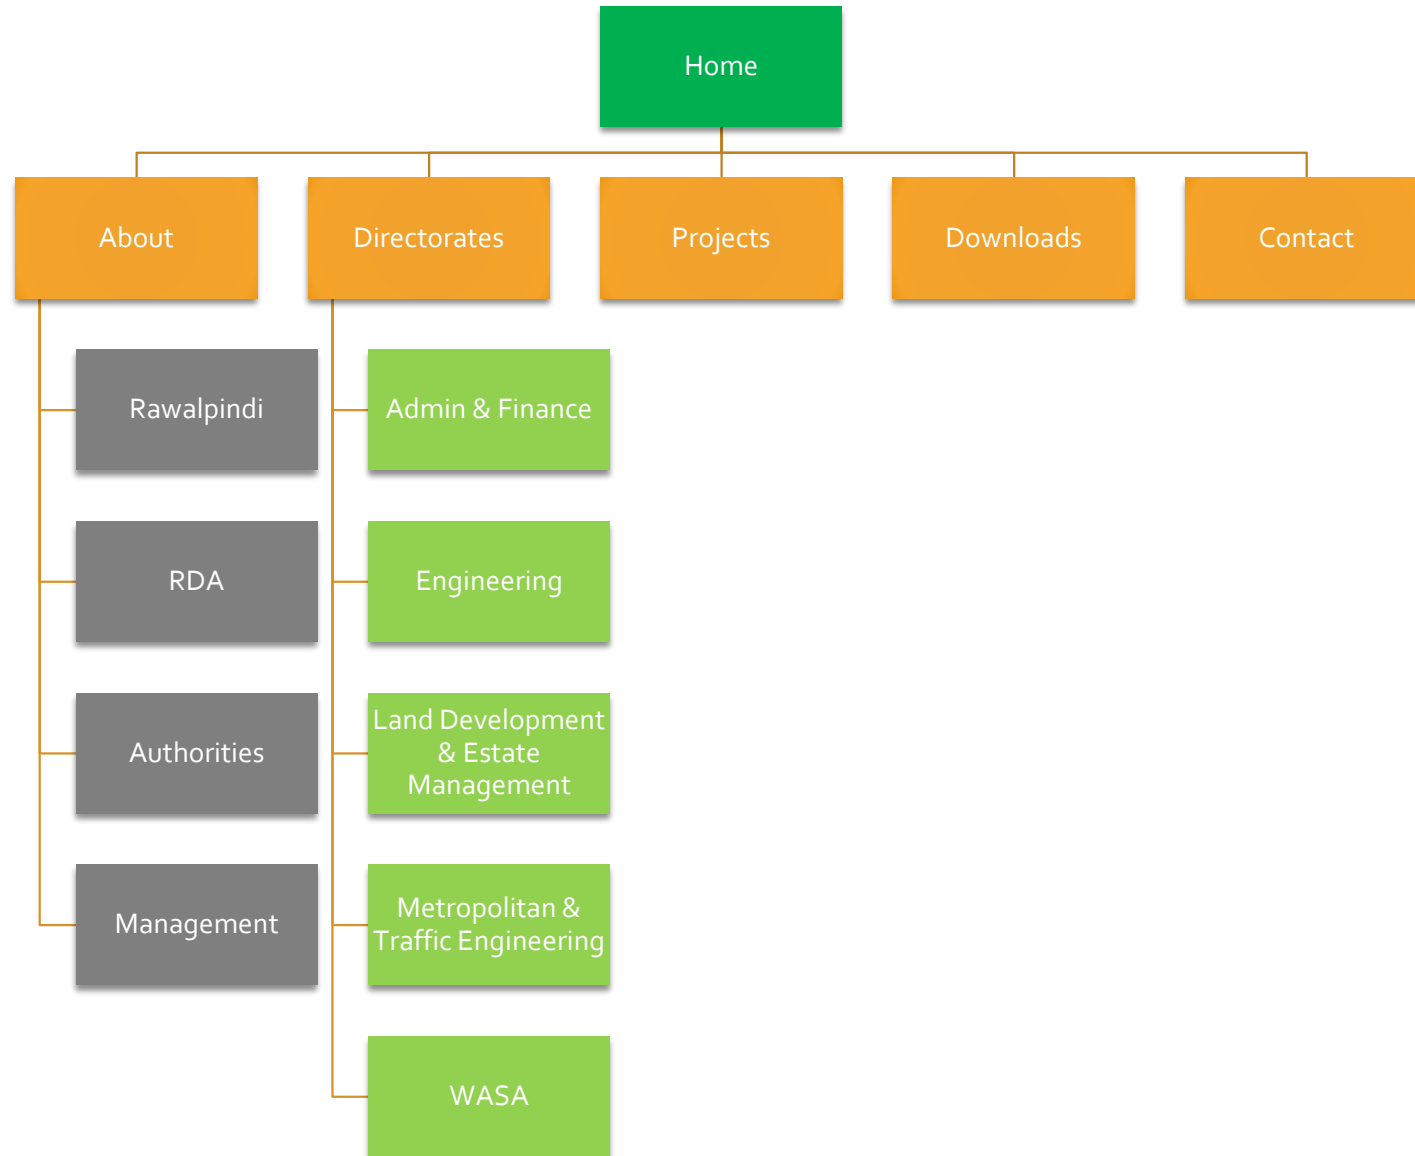 Home
About
Directorates
Projects
Downloads
Contact
Rawalpindi
Admin & Finance
RDA
Engineering
Authorities
Land Development
& Estate
Management
Management
Metropolitan &
Traffic Engineering
WASA